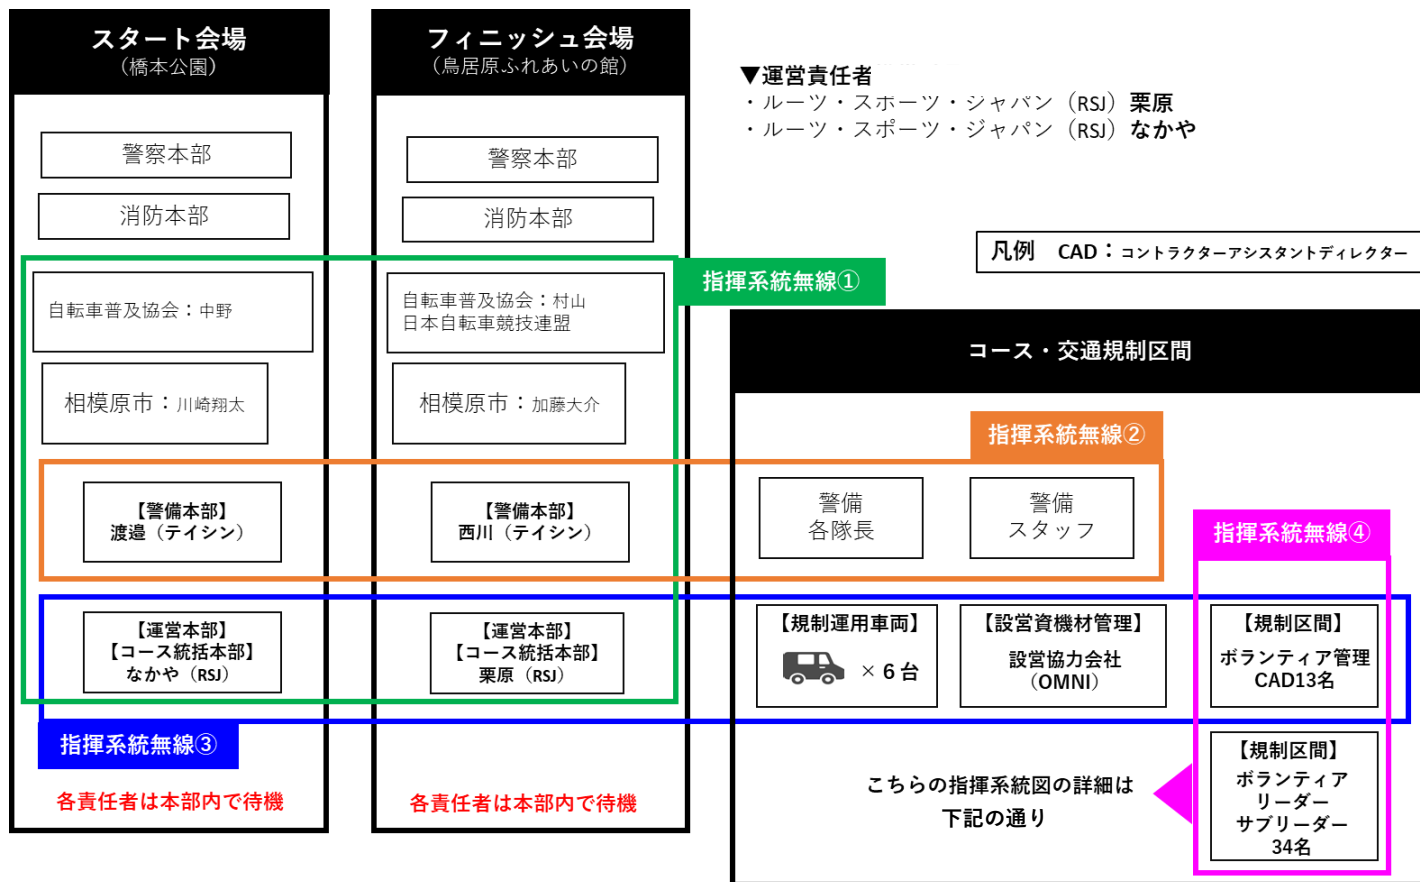 スタート会場
（橋本公園）
警察本部
消防本部
自転車普及協会：中野
相模原市：川崎翔太
【警備本部】
渡邉（テイシン）
【運営本部】
【コース統括本部】
なかや（RSJ）
指揮系統無線③
各責任者は本部内で待機
フィニッシュ会場
（鳥居原ふれあいの館）
警察本部
消防本部
自転車普及協会：村山
日本自転車競技連盟
相模原市：加藤大介
【警備本部】
西川（テイシン）
【運営本部】
【コース統括本部】
栗原（RSJ）
各責任者は本部内で待機
指揮系統無線①
▼運営責任者
・ルーツ・スポーツ・ジャパン（RSJ）栗原
・ルーツ・スポーツ・ジャパン（RSJ）なかや
凡例　CAD：コントラクターアシスタントディレクター
コース・交通規制区間
指揮系統無線②
警備
各隊長
警備
スタッフ
指揮系統無線④
【規制運用車両】
×６台
【設営資機材管理】
設営協力会社
（OMNI）
【規制区間】
ボランティア管理
CAD13名
【規制区間】
ボランティア
リーダー
サブリーダー
34名
こちらの指揮系統図の詳細は
下記の通り